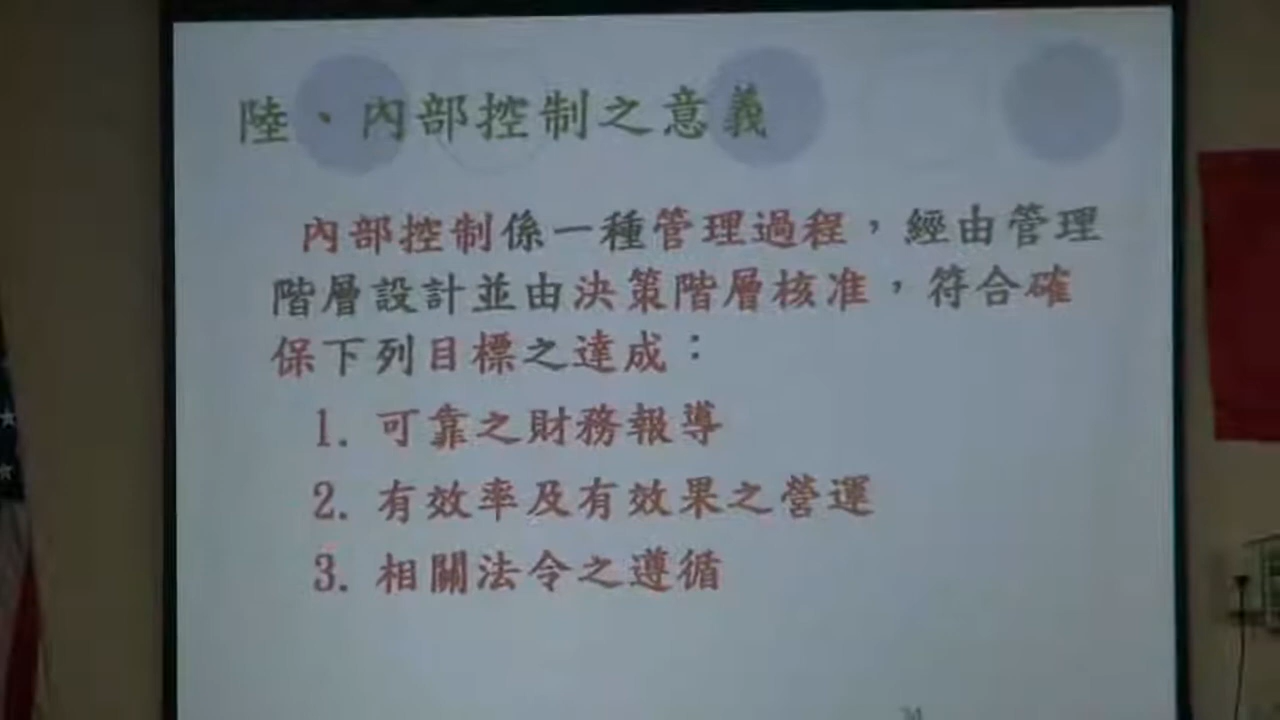 陸、內部控制之意義
內部控制係一種管理過程，經由管理
階層設計並由決策階層核准，符合確
保下列目標之達成：
1. 可靠之財務報導
2. 有效率及有效果之營運
3. 相關法令之遵循